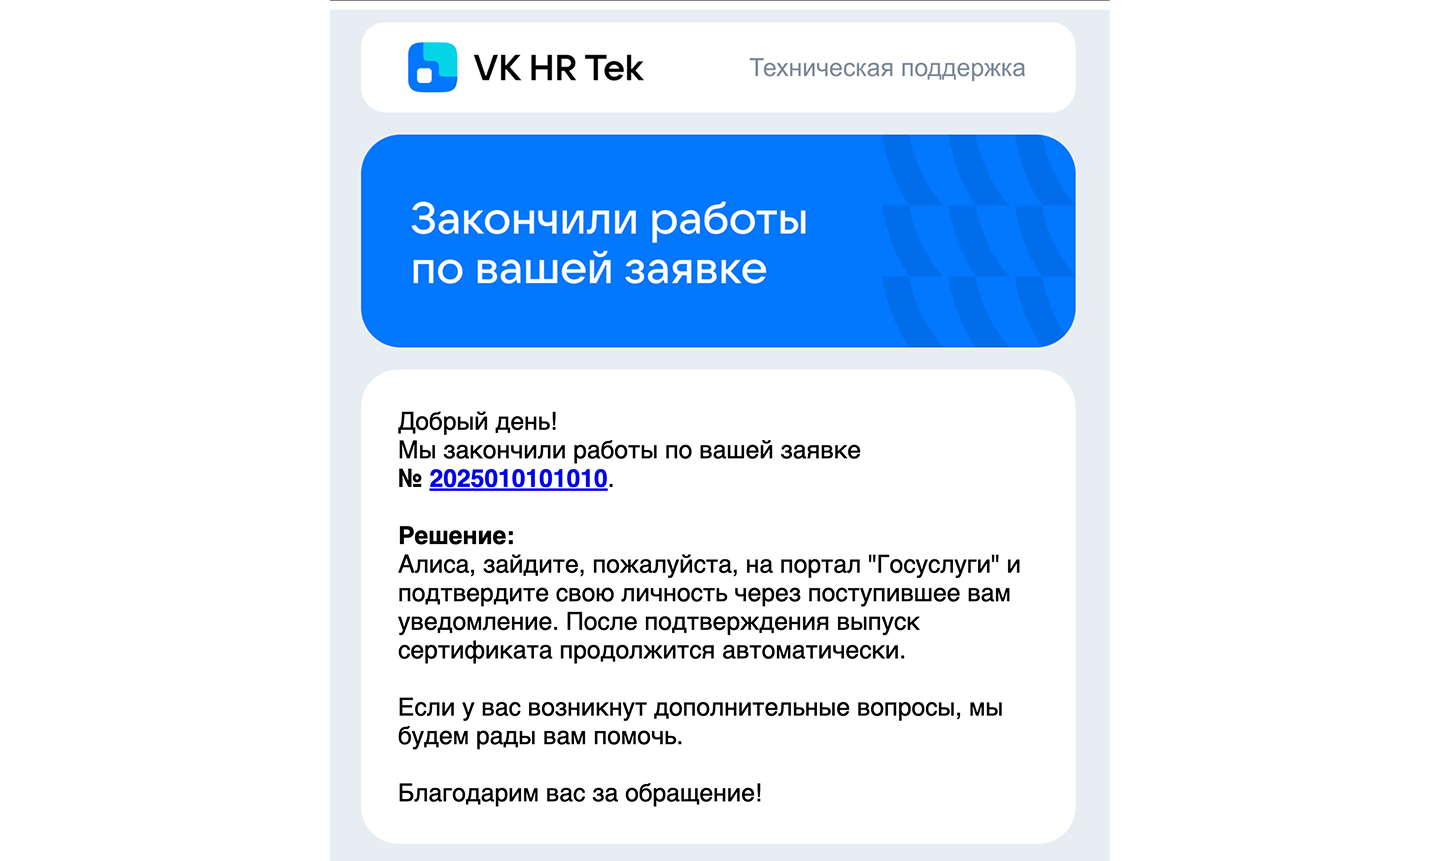 VK HR Tek
Техническая поддержка
Закончили работы
по вашей заявке
Добрый день!
Мы закончили работы по вашей заявке
№ 2025010101010.
Решение:
Алиса, зайдите, пожалуйста, на портал "Госуслуги" и
подтвердите свою личность через поступившее вам
уведомление. После подтверждения выпуск
сертификата продолжится автоматически.
Если у вас возникнут дополнительные вопросы, мы
будем рады вам помочь.
Благодарим вас за обращение!